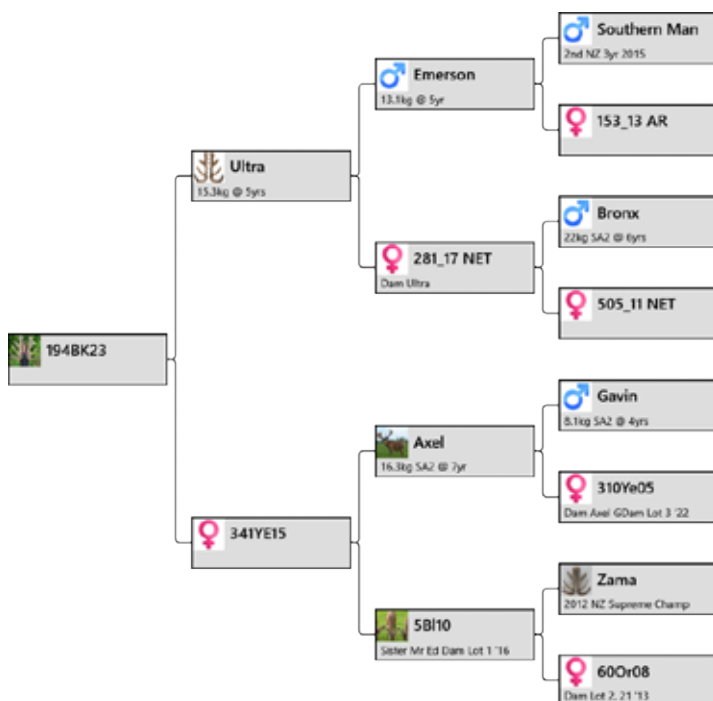 Southern Man
2nd NZ 3yr 2015
Emerson
13.1kg @ 5yr
153_13 AR
Ultra
15.3kg @ 5yrs
Bronx
22kg SA2 @ 6yrs
281_17 NET
Dam Ultra
505_11 NET
194BK23
Gavin
8.1kg SA2 @ 4yrs
Axel
16.3kg SA2 @ 7yr
310Ye05
Dam Axel GDam Lot 3 '22
341YE15
Zama
2012 NZ Supreme Champ
5Bl10
Sister Mr Ed Dam Lot 1 '16
60Or08
Dam Lot 2, 21 '13